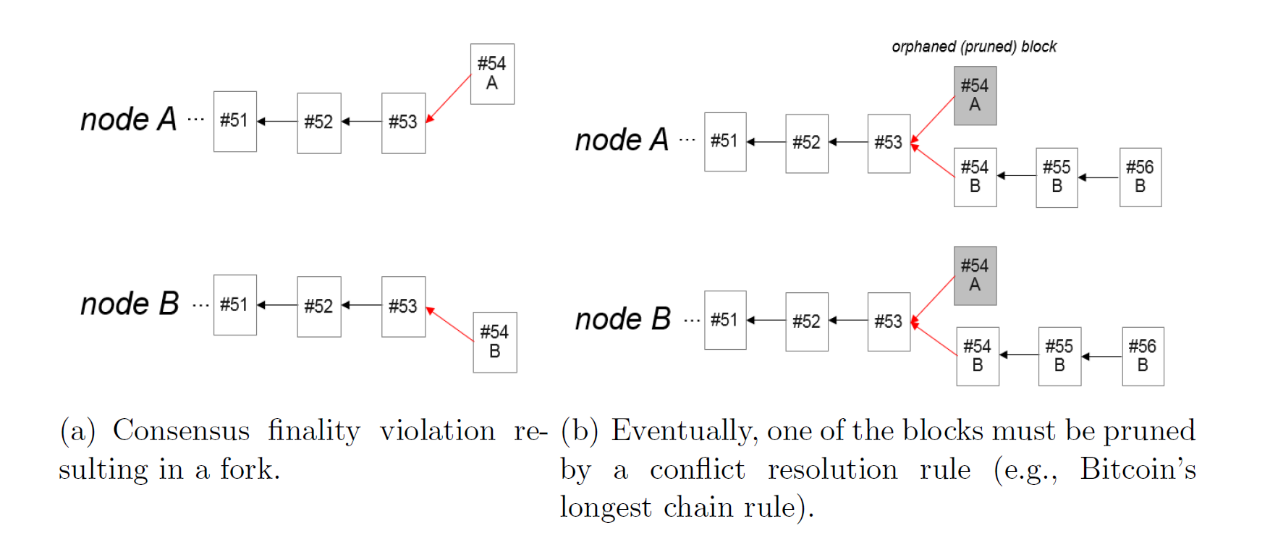 node A ... #51 #52 #53 #54
A
node B ... #51 #52 #53 #54
B
(a) Consensus finality violation re-
sulting in a fork.
orphaned (pruned) block
node A ... #51 #52 #53 #54
A
#54
B
#55
B
#56
B
node B ... #51 #52 #53 #54
A
#54
B
#55
B
#56
B
(b) Eventually, one of the blocks must be pruned
by a conflict resolution rule (e.g., Bitcoin's
longest chain rule).